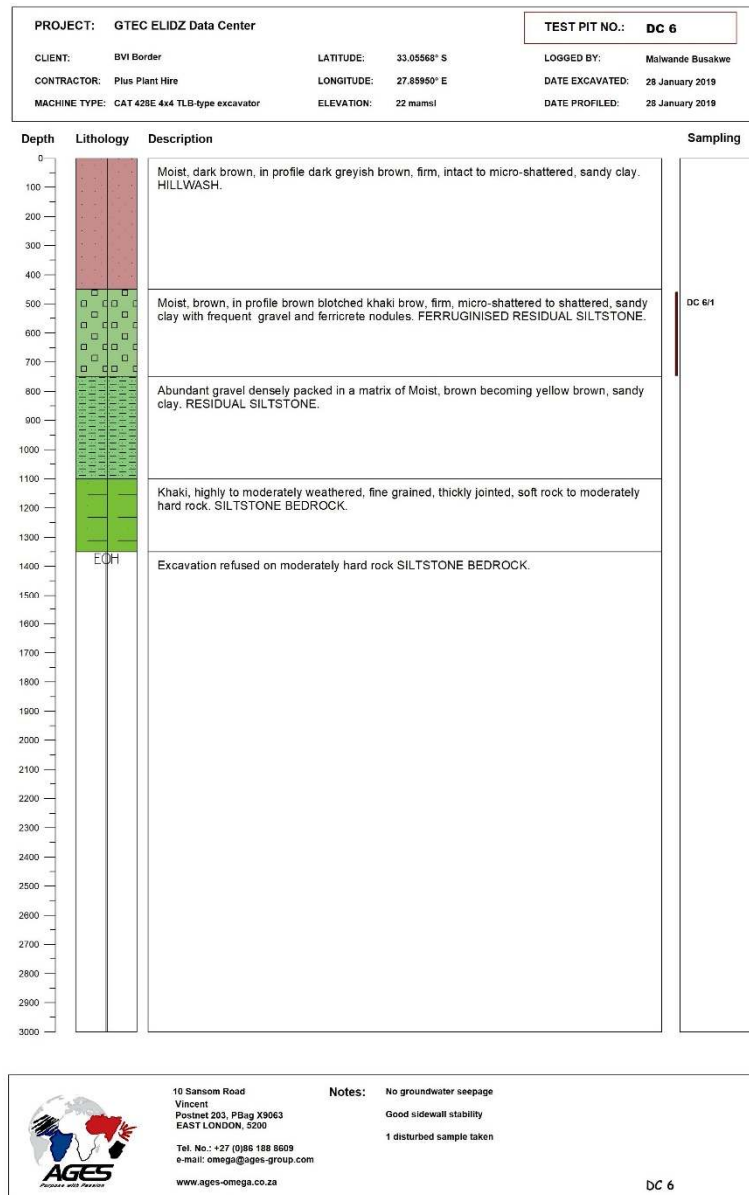 PROJECT: GTEC ELIDZ Data Center
TEST PIT NO.: DC 6
CLIENT: BVI Border LATITUDE: 33.05568° S LOGGED BY: Malwande Busakwe
CONTRACTOR: Plus Plant Hire LONGITUDE: 27.85950° E DATE EXCAVATED: 28 January 2019
MACHINE TYPE: CAT 428E 4x4 TLB-type excavator ELEVATION: 22 mamsl DATE PROFILED: 28 January 2019
Depth Lithology Description Sampling
0
Moist, dark brown, in profile dark greyish brown, firm, intact to micro-shattered, sandy clay.
HILLWASH.
100
200
300
400
500
Moist, brown, in profile brown blotched khaki brow, firm, micro-shattered to shattered, sandy
clay with frequent gravel and ferricrete nodules. FERRUGINISED RESIDUAL SILTSTONE.
DC 6/1
600
700
800
Abundant gravel densely packed in a matrix of Moist, brown becoming yellow brown, sandy
clay. RESIDUAL SILTSTONE.
900
1000
1100
Khaki, highly to moderately weathered, fine grained, thickly jointed, soft rock to moderately
hard rock. SILTSTONE BEDROCK.
1200
1300
1400
EOH
Excavation refused on moderately hard rock SILTSTONE BEDROCK.
1500
1600
1700
1800
1900
2000
2100
2200
2300
2400
2500
2600
2700
2800
2900
3000
AGES
Purpose with Passion
10 Sansom Road
Vincent
Postnet 203, PBag X9063
EAST LONDON, 5200
Tel. No.: +27 (0)86 188 8609
e-mail: omega@ages-group.com
www.ages-omega.co.za
Notes: No groundwater seepage
Good sidewall stability
1 disturbed sample taken
DC 6